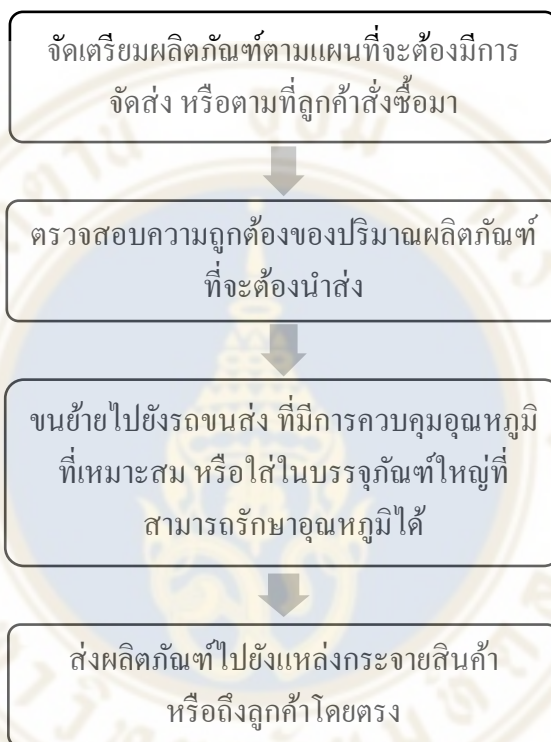 จัดเตรียมผลิตภัณฑ์ตามแผนที่จะต้องมีการ
จัดส่ง หรือตามที่ลูกค้าสั่งซื้อมา
ตรวจสอบความถูกต้องของปริมาณผลิตภัณฑ์
ที่จะต้องนำส่ง
ขนย้ายไปยังรถขนส่ง ที่มีการควบคุมอุณหภูมิ
ที่เหมาะสม หรือใส่ในบรรจุภัณฑ์ใหญ่ที่
สามารถรักษาอุณหภูมิได้
ส่งผลิตภัณฑ์ไปยังแหล่งกระจายสินค้า
หรือถึงลูกค้าโดยตรง